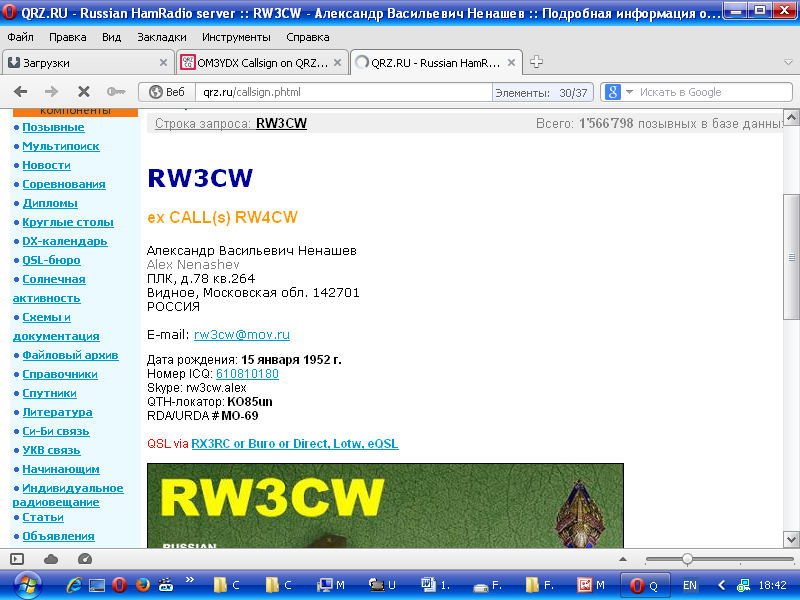 QRZ.RU - Russian HamRadio server :: RW3CW - Александр Васильевич Ненашев :: Подробная информация о...
Файл Правка Вид Закладки Инструменты Справка
Загрузки
OM3YDX Callsign on QRZ...
QRZ.RU - Russian HamR...
Веб
qrz.ru/callsign.phtml
Элементы: 30/37
Искать в Google
компоненты
Позывные
Мультипоиск
Новости
Соревнования
Дипломы
Круглые столы
DX-календарь
QSL-бюро
Солнечная
активность
Схемы и
документация
Файловый архив
Справочники
Спутники
Литература
Си-Би связь
УКВ связь
Начинающим
Индивидуальное
радиовещание
Статьи
Объявления
Строка запроса: RW3CW
Всего: 1'566'798 позывных в базе данны
RW3CW
ex CALL(s) RW4CW
Александр Васильевич Ненашев
Alex Nenashev
ПЛК, д.78 кв.264
Видное, Московская обл. 142701
РОССИЯ
E-mail: rw3cw@mov.ru
Дата рождения: 15 января 1952 г.
Номер ICQ: 610810180
Skype: rw3cw.alex
QTH-локатор: KO85un
RDA/URDA # MO-69
QSL via RX3RC or Buro or Direct, Lotw, eQSL
RW3CW
RUSSIAN
С
С
М
U
1.
F.
F.
М
Q
EN
18:42